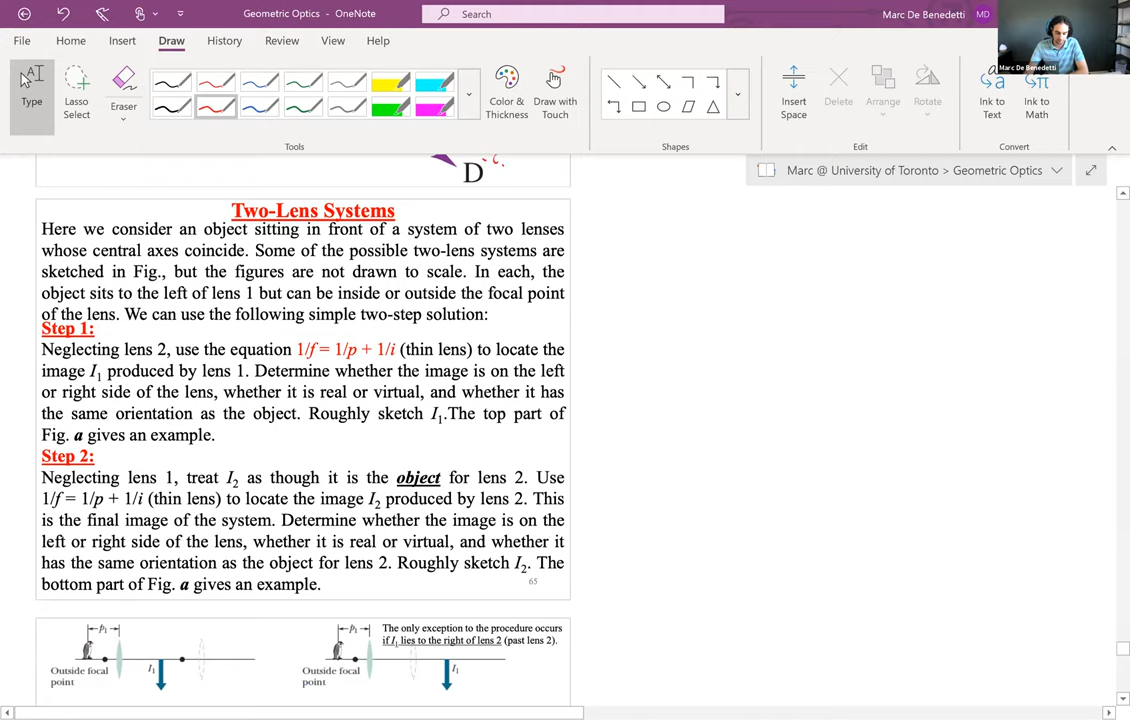 Geometric Optics - OneNote
Search
Marc De Benedetti
MD
Marc De Benedetti
File
Home
Insert
Draw
History
Review
View
Help
Type
Lasso
Select
Eraser
Color &
Thickness
Draw with
Touch
Insert
Space
Delete
Arrange
Rotate
Ink to
Text
Ink to
Math
Tools
Shapes
Edit
Convert
Marc @ University of Toronto > Geometric Optics
D
Two-Lens Systems
Here we consider an object sitting in front of a system of two lenses
whose central axes coincide. Some of the possible two-lens systems are
sketched in Fig., but the figures are not drawn to scale. In each, the
object sits to the left of lens 1 but can be inside or outside the focal point
of the lens. We can use the following simple two-step solution:
Step 1:
Neglecting lens 2, use the equation 1/f = 1/p + 1/i (thin lens) to locate the
image I₁ produced by lens 1. Determine whether the image is on the left
or right side of the lens, whether it is real or virtual, and whether it has
the same orientation as the object. Roughly sketch I₁.The top part of
Fig. a gives an example.
Step 2:
Neglecting lens 1, treat I₂ as though it is the object for lens 2. Use
1/f = 1/p + 1/i (thin lens) to locate the image I₂ produced by lens 2. This
is the final image of the system. Determine whether the image is on the
left or right side of the lens, whether it is real or virtual, and whether it
has the same orientation as the object for lens 2. Roughly sketch I₂. The
bottom part of Fig. a gives an example.
65
p₁
I₁
Outside focal
point
p₁
The only exception to the procedure occurs
if I₁ lies to the right of lens 2 (past lens 2).
I₁
Outside focal
point